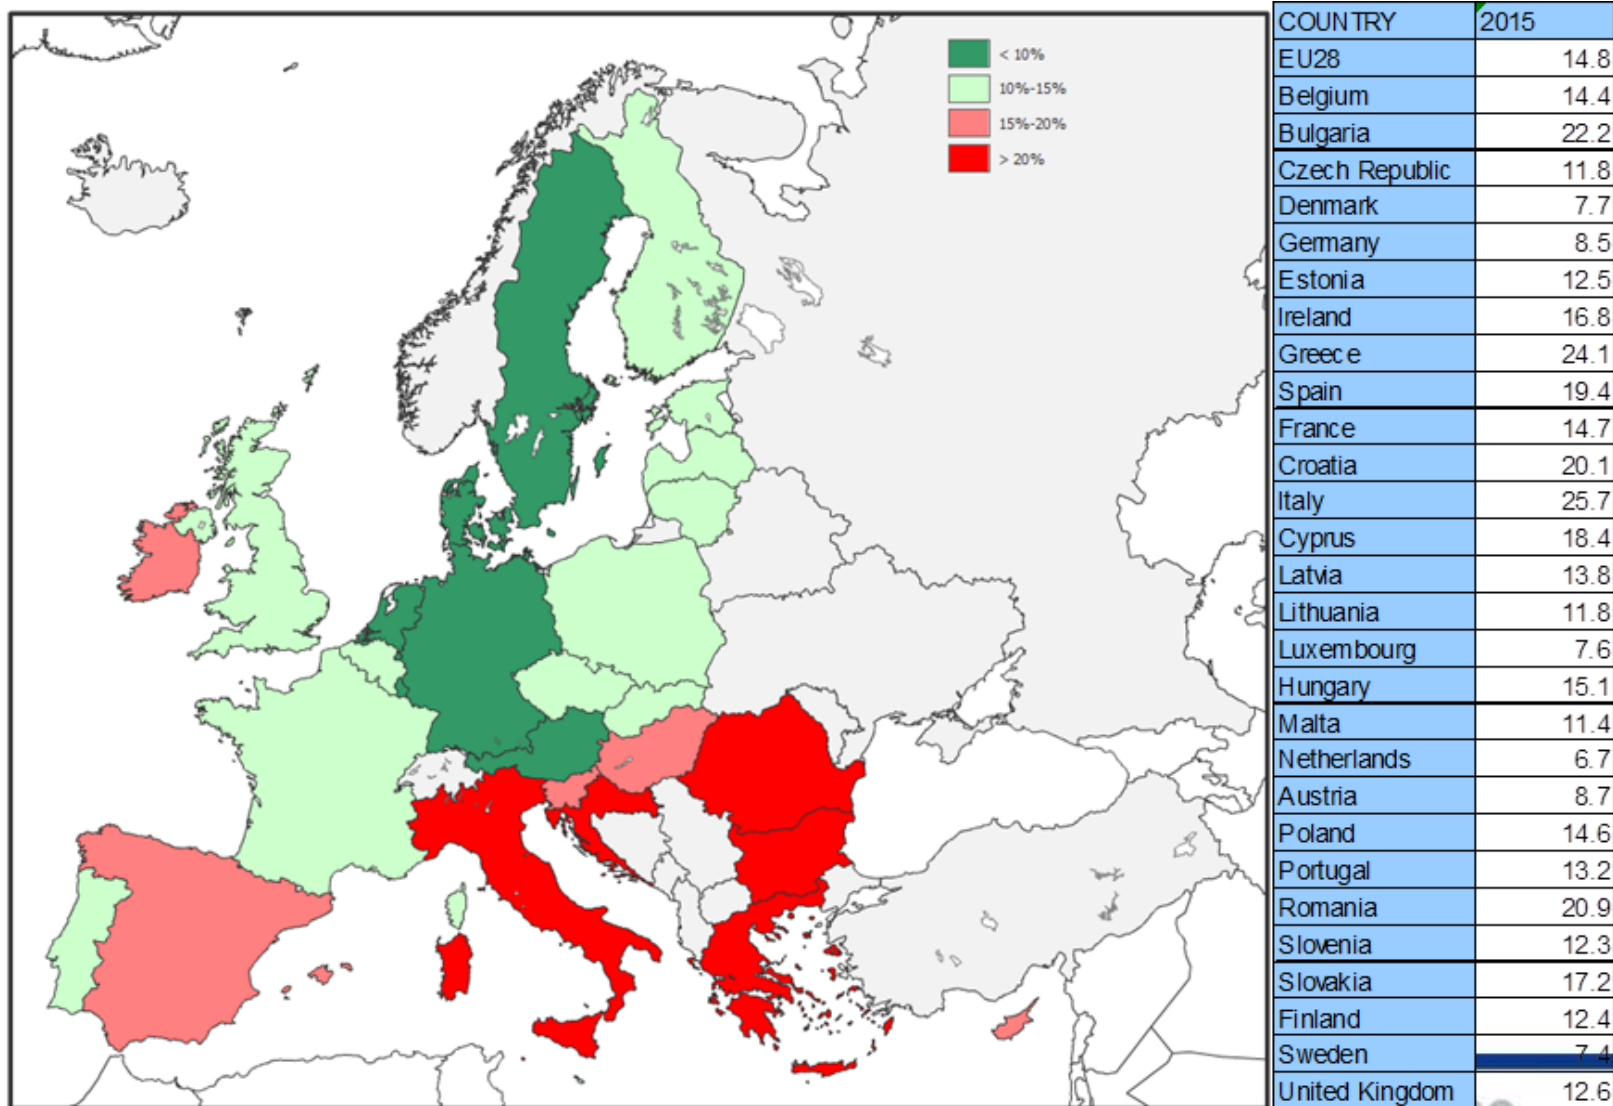 < 10%
10%-15%
15%-20%
> 20%
COUNTRY 2015
EU28 14.8
Belgium 14.4
Bulgaria 22.2
Czech Republic 11.8
Denmark 7.7
Germany 8.5
Estonia 12.5
Ireland 16.8
Greece 24.1
Spain 19.4
France 14.7
Croatia 20.1
Italy 25.7
Cyprus 18.4
Latvia 13.8
Lithuania 11.8
Luxembourg 7.6
Hungary 15.1
Malta 11.4
Netherlands 6.7
Austria 8.7
Poland 14.6
Portugal 13.2
Romania 20.9
Slovenia 12.3
Slovakia 17.2
Finland 12.4
Sweden 7.4
United Kingdom 12.6